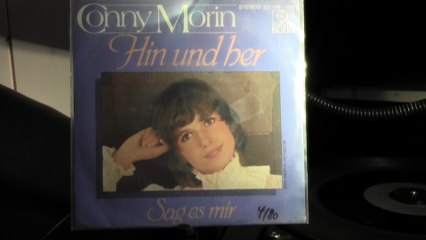 Conny Morin
Hin und her
Sag es mir
4/80